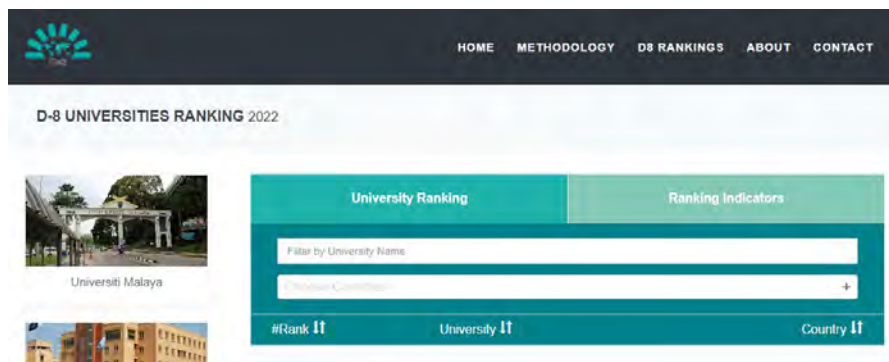 HOME METHODOLOGY D8 RANKINGS ABOUT CONTACT
D-8 UNIVERSITIES RANKING 2022
University Ranking Ranking Indicators
Filter by University Name
Universiti Malaya
+
#Rank University Country